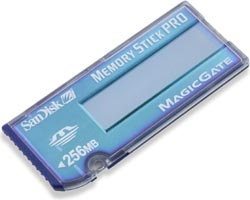 SanDisk
MEMORY STICK PRO
MAGICGATE
256MB